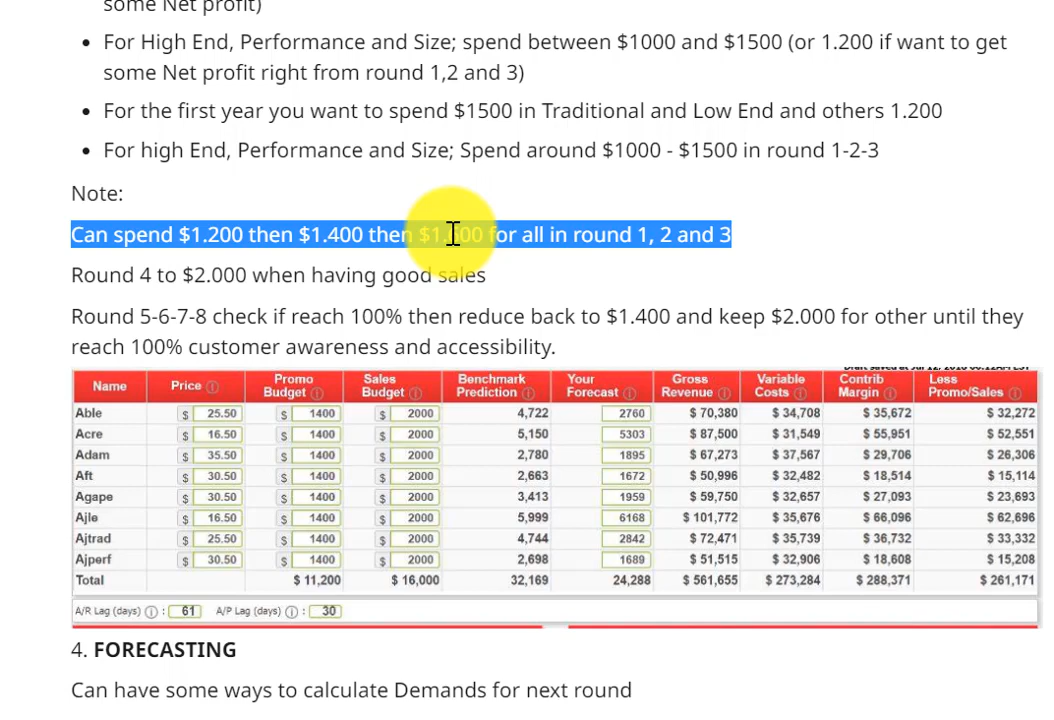 some Net profit)
• For High End, Performance and Size; spend between $1000 and $1500 (or 1.200 if want to get
some Net profit right from round 1,2 and 3)
• For the first year you want to spend $1500 in Traditional and Low End and others 1.200
• For high End, Performance and Size; Spend around $1000 - $1500 in round 1-2-3
Note:
Can spend $1.200 then $1.400 then for all in round 1, 2 and 3
Round 4 to $2.000 when having good sales
Round 5-6-7-8 check if reach 100% then reduce back to $1.400 and keep $2.000 for other until they
reach 100% customer awareness and accessibility.
Name Price Promo Budget Sales Budget Benchmark Prediction Your Forecast Gross Revenue Variable Costs Contrib Margin Less Promo/Sales
Able $ 25.50 $ 1400 $ 2000 4,722 2760 $ 70,380 $ 34,708 $ 35,672 $ 32,272
Acre $ 16.50 $ 1400 $ 2000 5,150 5303 $ 87,500 $ 31,549 $ 55,951 $ 52,551
Adam $ 35.50 $ 1400 $ 2000 2,780 1895 $ 67,273 $ 37,567 $ 29,706 $ 26,306
Aft $ 30.50 $ 1400 $ 2000 2,663 1672 $ 50,996 $ 32,482 $ 18,514 $ 15,114
Agape $ 30.50 $ 1400 $ 2000 3,413 1959 $ 59,750 $ 32,657 $ 27,093 $ 23,693
Ajle $ 16.50 $ 1400 $ 2000 5,999 6168 $ 101,772 $ 35,676 $ 66,096 $ 62,696
Ajtrad $ 25.50 $ 1400 $ 2000 4,744 2842 $ 72,471 $ 35,739 $ 36,732 $ 33,332
Ajperf $ 30.50 $ 1400 $ 2000 2,698 1689 $ 51,515 $ 32,906 $ 18,608 $ 15,208
Total $ 11,200 $ 16,000 32,169 24,288 $ 561,655 $ 273,284 $ 288,371 $ 261,171
A/R Lag (days) : 61 A/P Lag (days) : 30
4. FORECASTING
Can have some ways to calculate Demands for next round